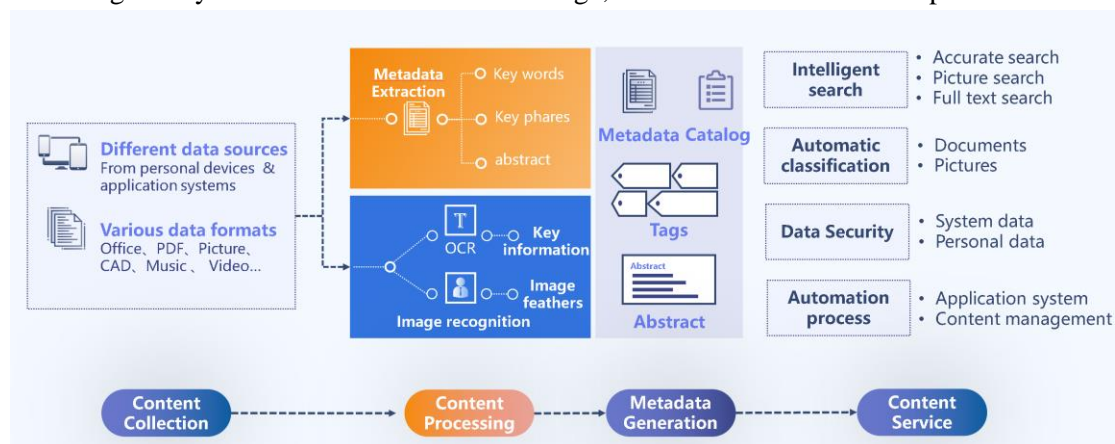 Different data sources
From personal devices &
application systems
Various data formats
Office、PDF、Picture、
CAD、Music 、 Video...
Metadata
Extraction
Key words
Key phares
abstract
T
OCR
Key
information
Image
feathers
Image recognition
Metadata Catalog
Tags
Abstract
Abstract
Intelligent
search
• Accurate search
• Picture search
• Full text search
Automatic
classification
• Documents
• Pictures
Data Security
• System data
• Personal data
Automation
process
• Application system
• Content management
Content
Collection
Content
Processing
Metadata
Generation
Content
Service